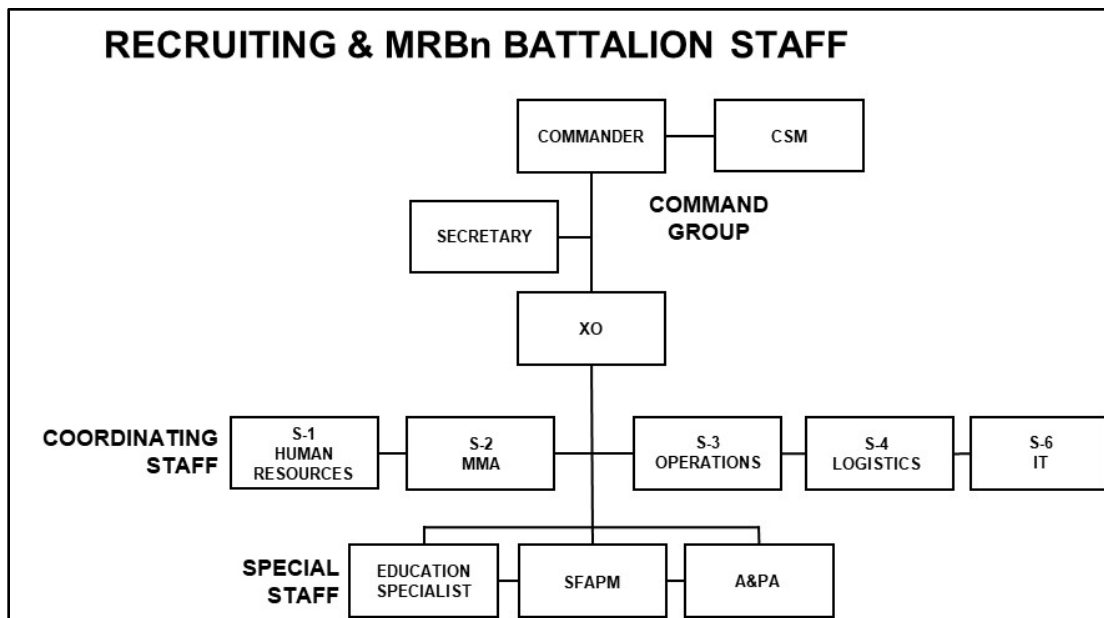 RECRUITING & MRBn BATTALION STAFF
COMMANDER
CSM
COMMAND
GROUP
SECRETARY
XO
COORDINATING
STAFF
S-1
HUMAN
RESOURCES
S-2
MMA
S-3
OPERATIONS
S-4
LOGISTICS
S-6
IT
SPECIAL
STAFF
EDUCATION
SPECIALIST
SFAPM
A&PA